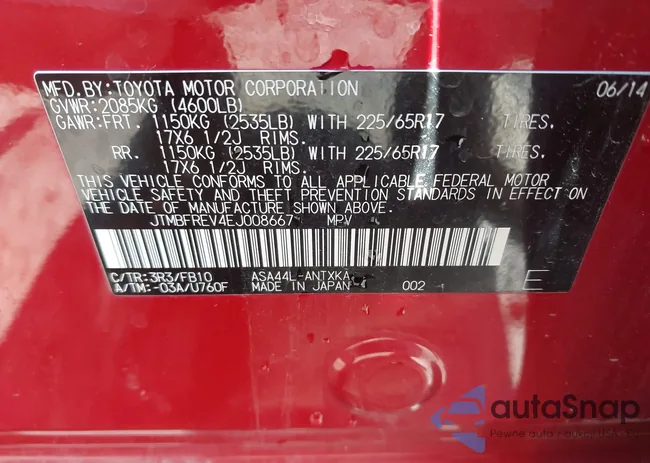 MFD.BY:TOYOTA MOTOR CORPORATION 06/14
GVWR:2085KG (4600LB)
GAWR:FRT. 1150KG (2535LB) WITH 225/65R17 TIRES,
17X6 1/2J RIMS.
RR. 1150KG (2535LB) WITH 225/65R17 TIRES,
17X6 1/2J RIMS.
THIS VEHICLE CONFORMS TO ALL APPLICABLE FEDERAL MOTOR
VEHICLE SAFETY AND THEFT PREVENTION STANDARDS IN EFFECT ON
THE DATE OF MANUFACTURE SHOWN ABOVE.
JTMBFREV4EJ008667 MPV
C/TR:3R3/FB10 ASA44L-ANTXKA
A/TM:-03A/U760F MADE IN JAPAN 002 E
autaSnap
Pewne auta z